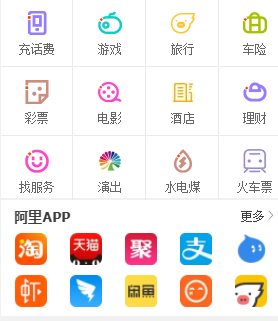 充话费 游戏 旅行 车险
彩票 电影 酒店 理财
找服务 演出 水电煤 火车票
阿里APP 更多 >
淘 天猫 聚 支
虾 闲鱼